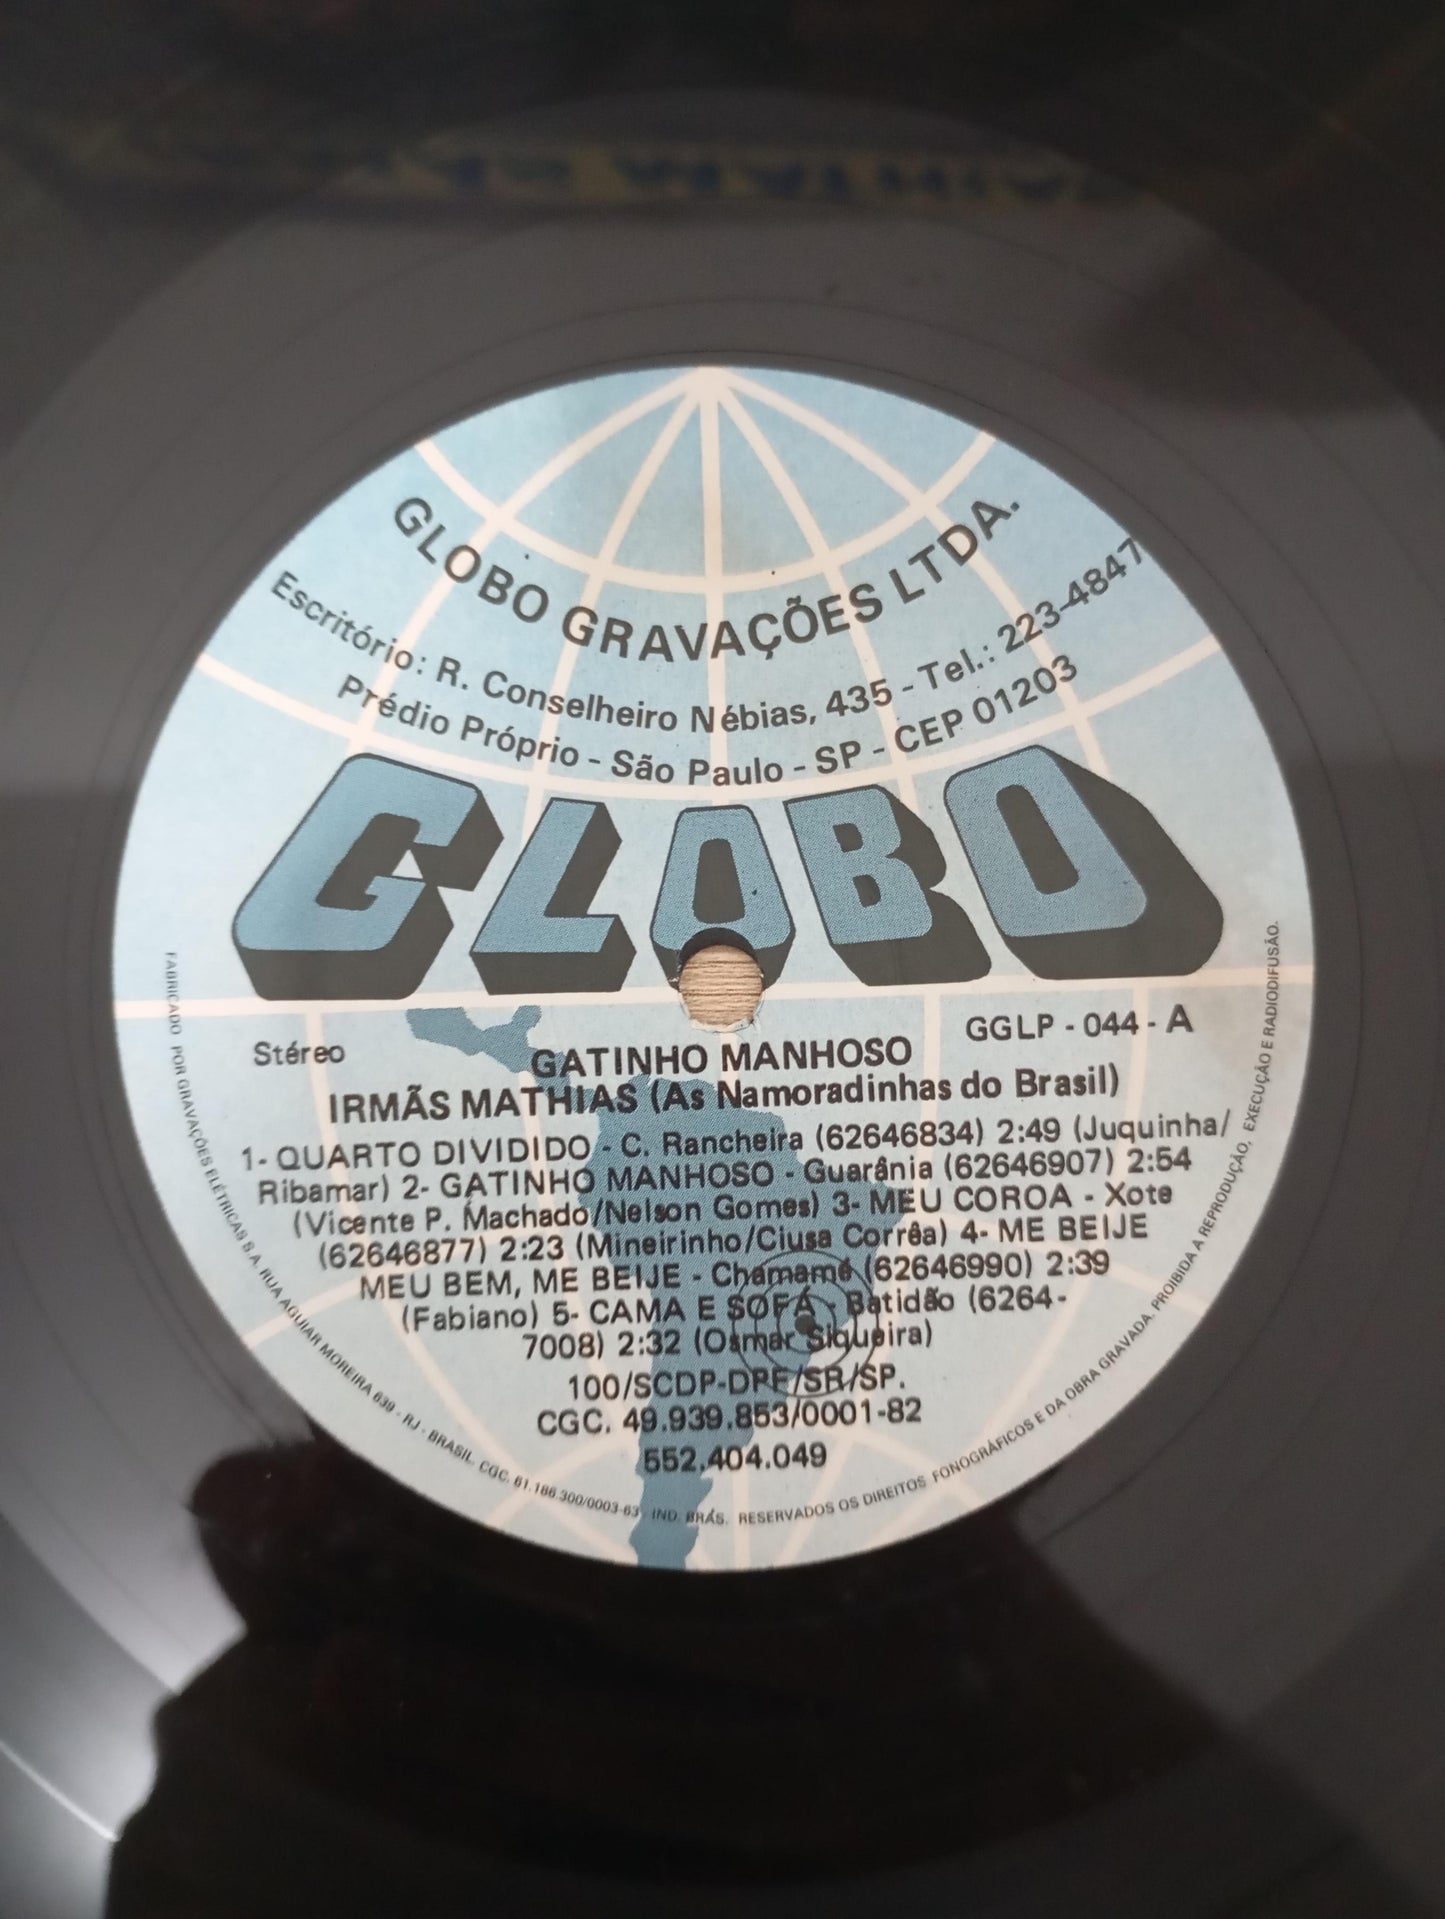 GLOBO GRAVAÇÕES LTDA.
Escritório: R. Conselheiro Nébias, 435 - Tel.: 223-4847
Prédio Próprio - São Paulo - SP - CEP 01203
GLOBO
Stéreo
GGLP - 044 - A
GATINHO MANHOSO
IRMÃS MATHIAS (As Namoradinhas do Brasil)
1- QUARTO DIVIDIDO - C. Rancheira (62646834) 2:49 (Juquinha/
Ribamar) 2- GATINHO MANHOSO - Guarânia (62646907) 2:54
(Vicente P. Machado/Nelson Gomes) 3- MEU COROA - Xote
(62646877) 2:23 (Mineirinho/Ciusa Corrêa) 4- ME BEIJE
MEU BEM, ME BEIJE - Chamamé (62646990) 2:39
(Fabiano) 5- CAMA E SOFÁ - Batidão (6264-
7008) 2:32 (Osmar Siqueira)
100/SCDP-DPF/SR/SP.
CGC. 49.939.853/0001-82
552.404.049
FABRICADO POR GRAVAÇÕES ELÉTRICAS S.A. RUA AGUIAR MOREIRA 639 - RJ - BRASIL. CGC. 61.186.300/0003-63 IND. BRÁS. RESERVADOS OS DIREITOS FONOGRÁFICOS E DA OBRA GRAVADA. PROIBIDA A REPRODUÇÃO, EXECUÇÃO E RADIODIFUSÃO.